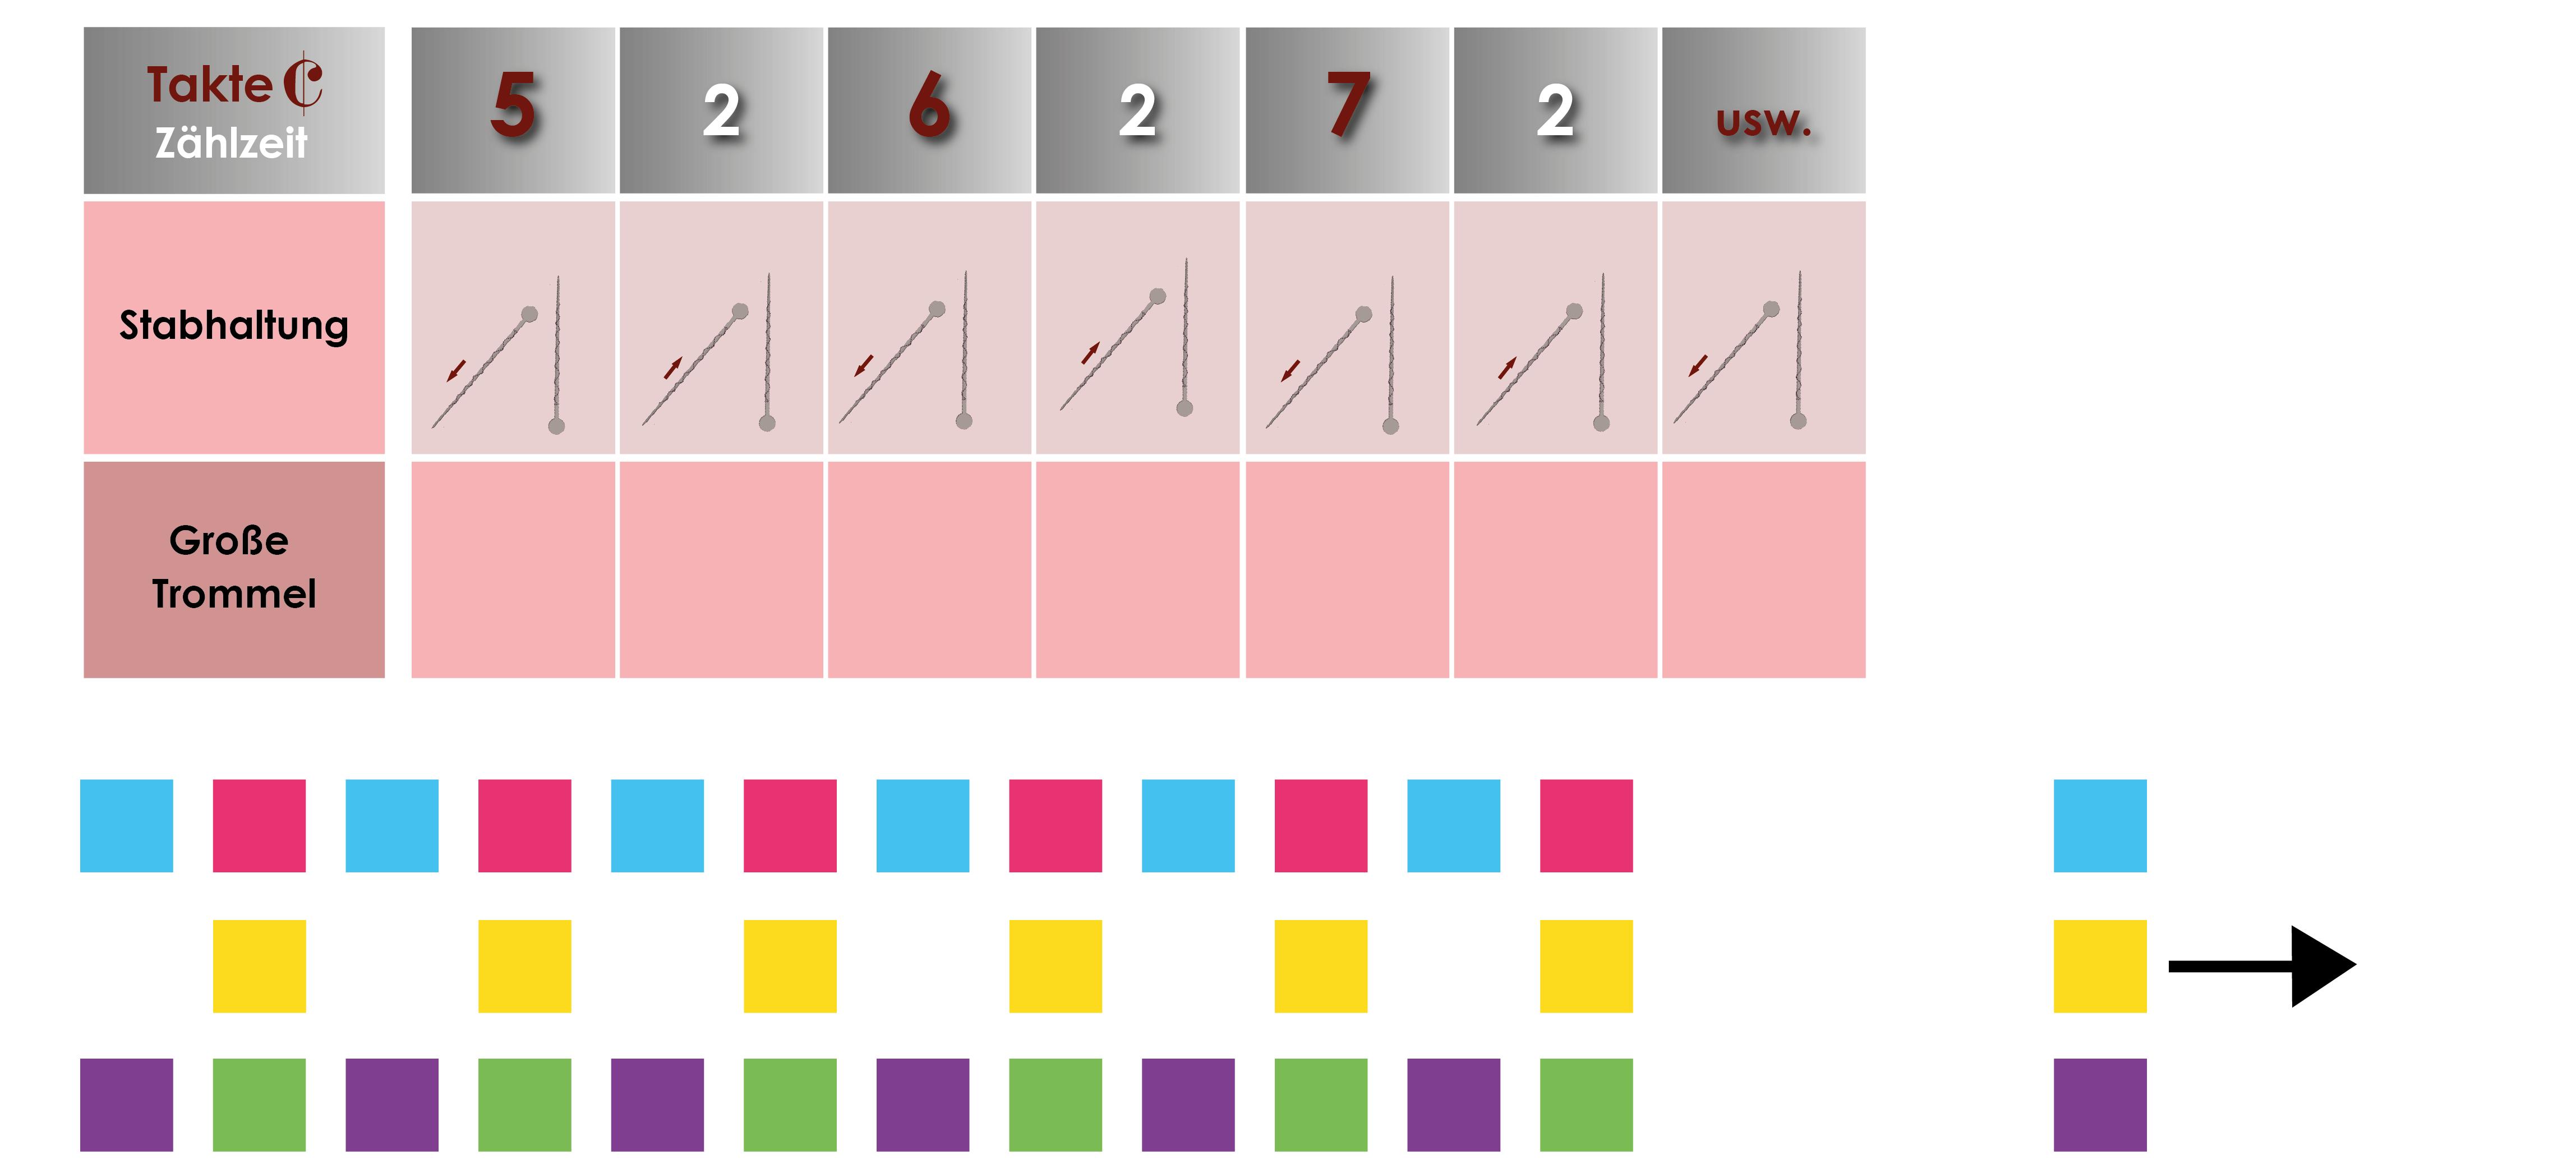 Takte 𝄵
Zählzeit
5 2 6 2 7 2 usw.
Stabhaltung
Große
Trommel